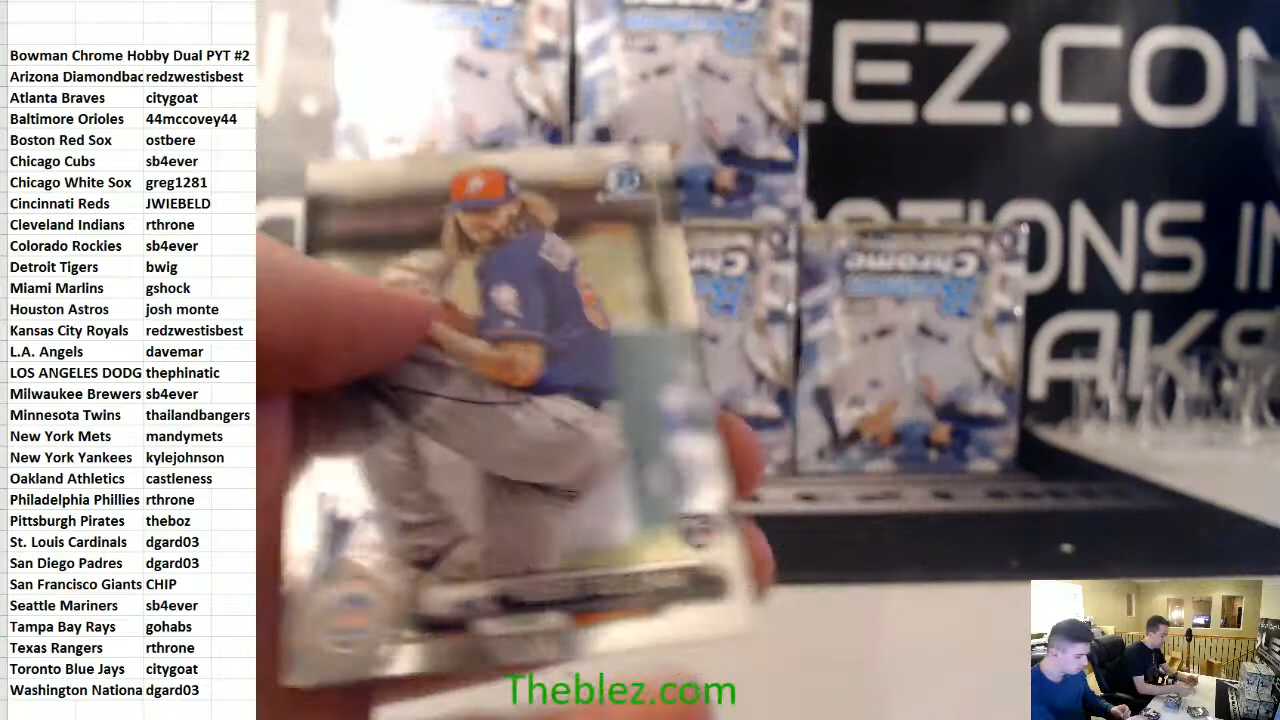 Bowman Chrome Hobby Dual PYT #2
Arizona Diamondbac redzwestisbest
Atlanta Braves citygoat
Baltimore Orioles 44mccovey44
Boston Red Sox ostbere
Chicago Cubs sb4ever
Chicago White Sox greg1281
Cincinnati Reds JWIEBELD
Cleveland Indians rthrone
Colorado Rockies sb4ever
Detroit Tigers bwig
Miami Marlins gshock
Houston Astros josh monte
Kansas City Royals redzwestisbest
L.A. Angels davemar
LOS ANGELES DODG thephinatic
Milwaukee Brewers sb4ever
Minnesota Twins thailandbangers
New York Mets mandymets
New York Yankees kylejohnson
Oakland Athletics castleness
Philadelphia Phillies rthrone
Pittsburgh Pirates theboz
St. Louis Cardinals dgard03
San Diego Padres dgard03
San Francisco Giants CHIP
Seattle Mariners sb4ever
Tampa Bay Rays gohabs
Texas Rangers rthrone
Toronto Blue Jays citygoat
Washington Nationa dgard03
LEZ.CO
ONS I
AKS
Chrome
Theblez.com